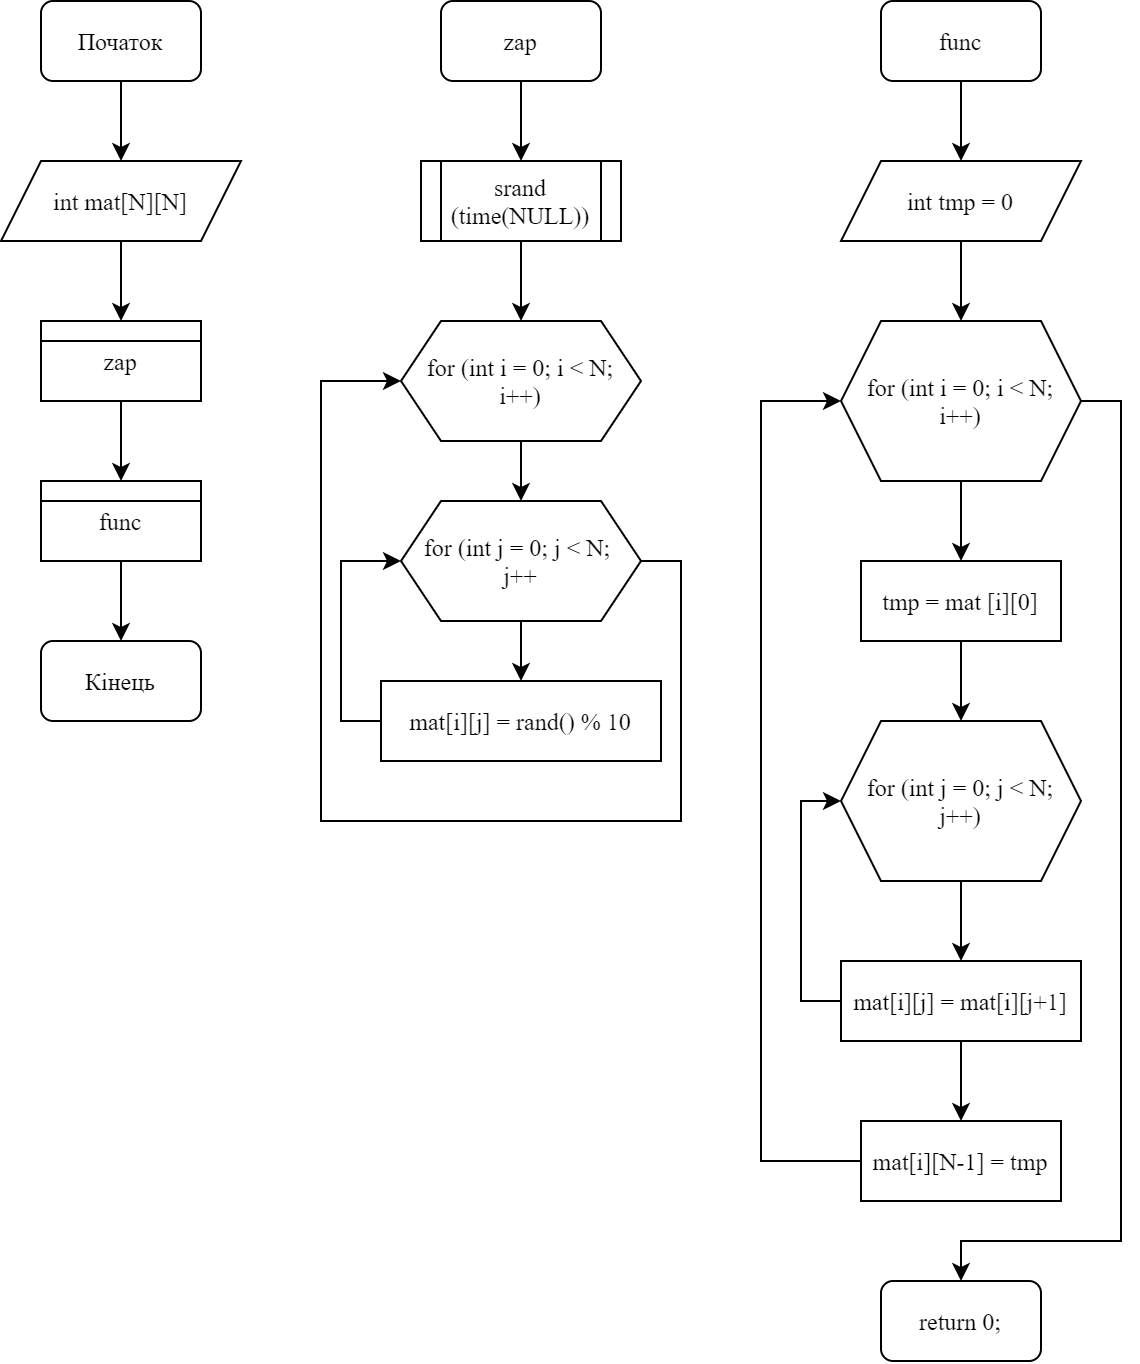 Початок
int mat[N][N]
zap
func
Кінець
zap
srand
(time(NULL))
for (int i = 0; i < N;
i++)
for (int j = 0; j < N;
j++
mat[i][j] = rand() % 10
func
int tmp = 0
for (int i = 0; i < N;
i++)
tmp = mat [i][0]
for (int j = 0; j < N;
j++)
mat[i][j] = mat[i][j+1]
mat[i][N-1] = tmp
return 0;